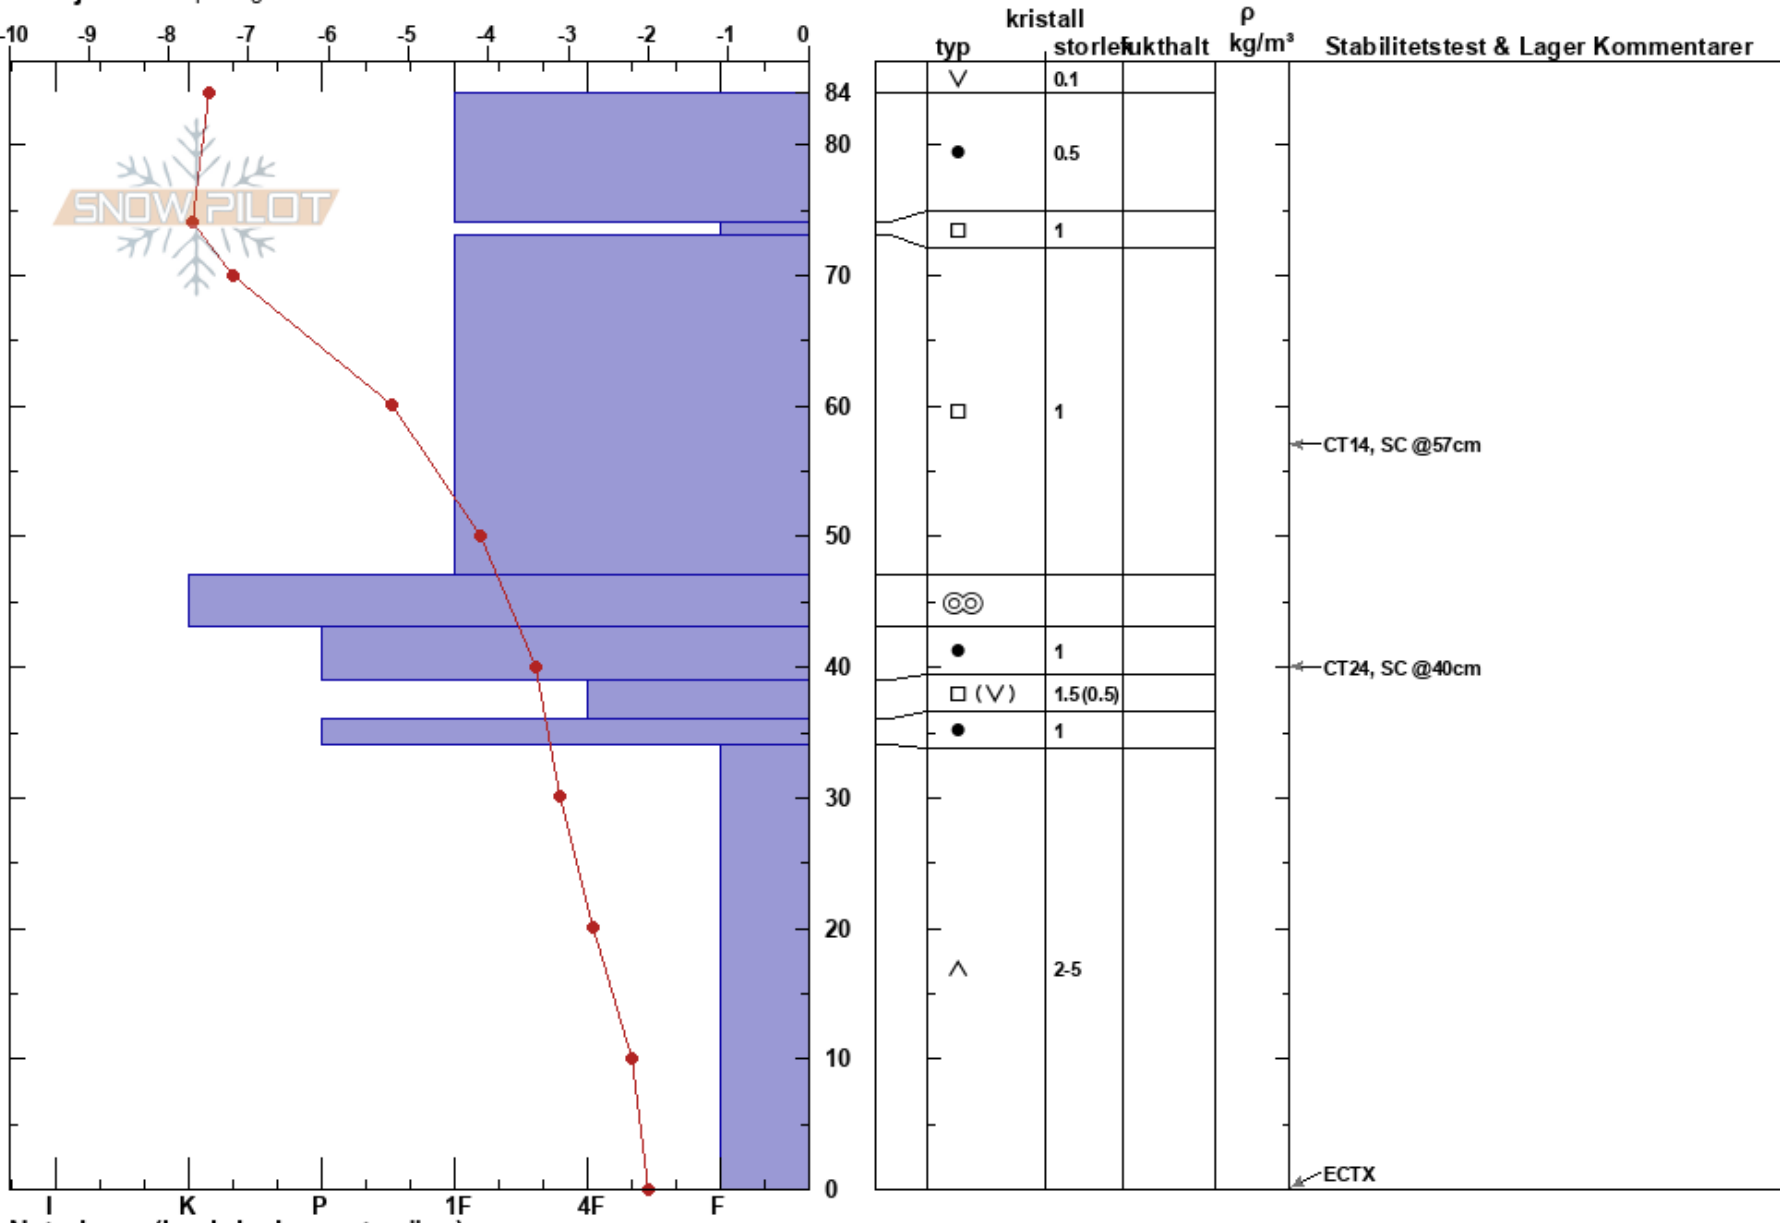 kristall ρ
-10 -9 -8 -7 -6 -5 -4 -3 -2 -1 0 typ storlek fukthalt kg/m³ Stabilitetstest & Lager Kommentarer
0.1
84
80 0.5
SNOW PILOT
1
70
60 1
CT14, SC @57cm
50
1
40 CT24, SC @40cm
1.5(0.5)
1
30
20
2-5
10
ECTX
0
I K P 1F 4F F